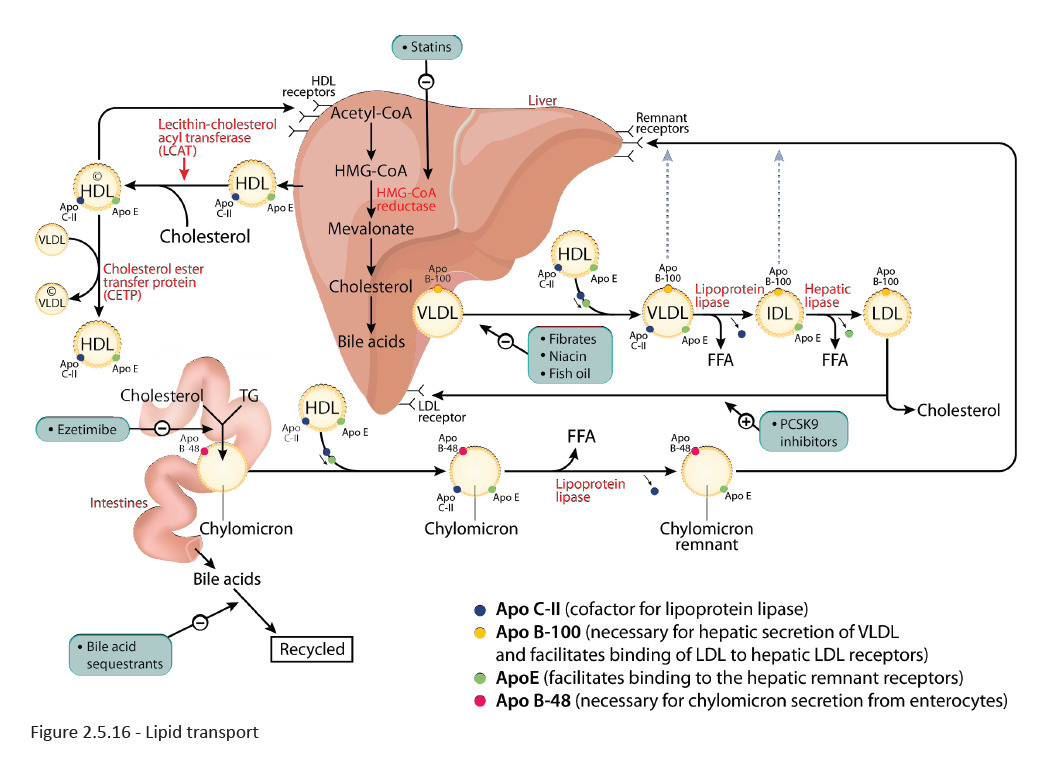 • Statins
HDL
receptors
Liver
Acetyl-CoA
Remnant
receptors
Lecithin-cholesterol
acyl transferase
(LCAT)
©
HDL
Apo
C-II
Apo E
HDL
Apo
C-II
Apo E
HMG-CoA
HMG-CoA
reductase
Cholesterol
Mevalonate
VLDL
Cholesterol ester
transfer protein
(CETP)
©
VLDL
HDL
Apo
C-II
Apo E
Cholesterol
Bile acids
Apo
B-100
VLDL
HDL
Apo
C-II
Apo E
• Fibrates
• Niacin
• Fish oil
Apo
B-100
VLDL
Apo
C-II
Apo E
Lipoprotein
lipase
FFA
Apo
B-100
IDL
Apo E
Hepatic
lipase
FFA
Apo
B-100
LDL
LDL
receptor
Cholesterol
• PCSK9
inhibitors
Cholesterol
TG
• Ezetimibe
Apo
B-48
Intestines
Chylomicron
HDL
Apo
C-II
Apo E
Apo
B-48
Apo
C-II
Apo E
Chylomicron
FFA
Lipoprotein
lipase
Apo
B-48
Apo E
Chylomicron
remnant
Bile acids
• Bile acid
sequestrants
Recycled
Apo C-II (cofactor for lipoprotein lipase)
Apo B-100 (necessary for hepatic secretion of VLDL
and facilitates binding of LDL to hepatic LDL receptors)
ApoE (facilitates binding to the hepatic remnant receptors)
Apo B-48 (necessary for chylomicron secretion from enterocytes)
Figure 2.5.16 - Lipid transport